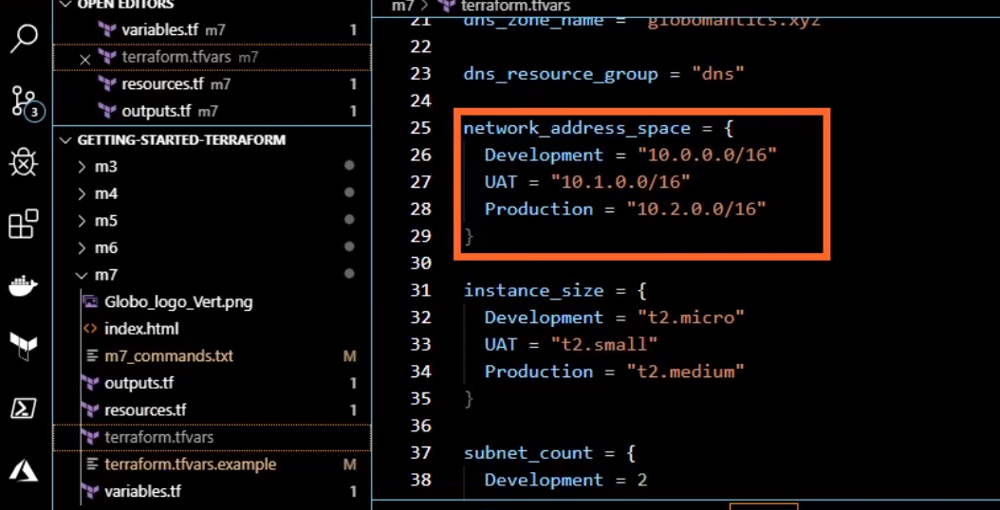 OPEN EDITORS
variables.tf m7 1
terraform.tfvars m7
resources.tf m7 1
outputs.tf m7 1
3
GETTING-STARTED-TERRAFORM
m3
m4
m5
m6
m7
Globo_logo_Vert.png
index.html
m7_commands.txt M
outputs.tf 1
resources.tf 1
terraform.tfvars
terraform.tfvars.example M
variables.tf 1
m7 > terraform.tfvars
21 dns_zone_name = "globomantics.xyz"
22
23 dns_resource_group = "dns"
24
25 network_address_space = {
26 Development = "10.0.0.0/16"
27 UAT = "10.1.0.0/16"
28 Production = "10.2.0.0/16"
29 }
30
31 instance_size = {
32 Development = "t2.micro"
33 UAT = "t2.small"
34 Production = "t2.medium"
35 }
36
37 subnet_count = {
38 Development = 2